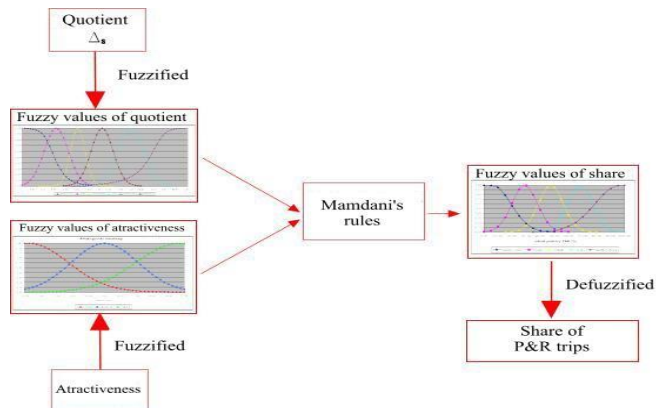 Quotient
Δs
Fuzzified
Fuzzy values of quotient
Fuzzy values of atractiveness
Fuzzified
Atractiveness
Mamdani's
rules
Fuzzy values of share
Defuzzified
Share of
P&R trips